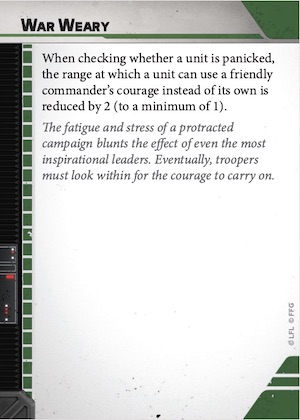 War Weary
When checking whether a unit is panicked,
the range at which a unit can use a friendly
commander's courage instead of its own is
reduced by 2 (to a minimum of 1).
The fatigue and stress of a protracted
campaign blunts the effect of even the most
inspirational leaders. Eventually, troopers
must look within for the courage to carry on.
© LFL © FFG